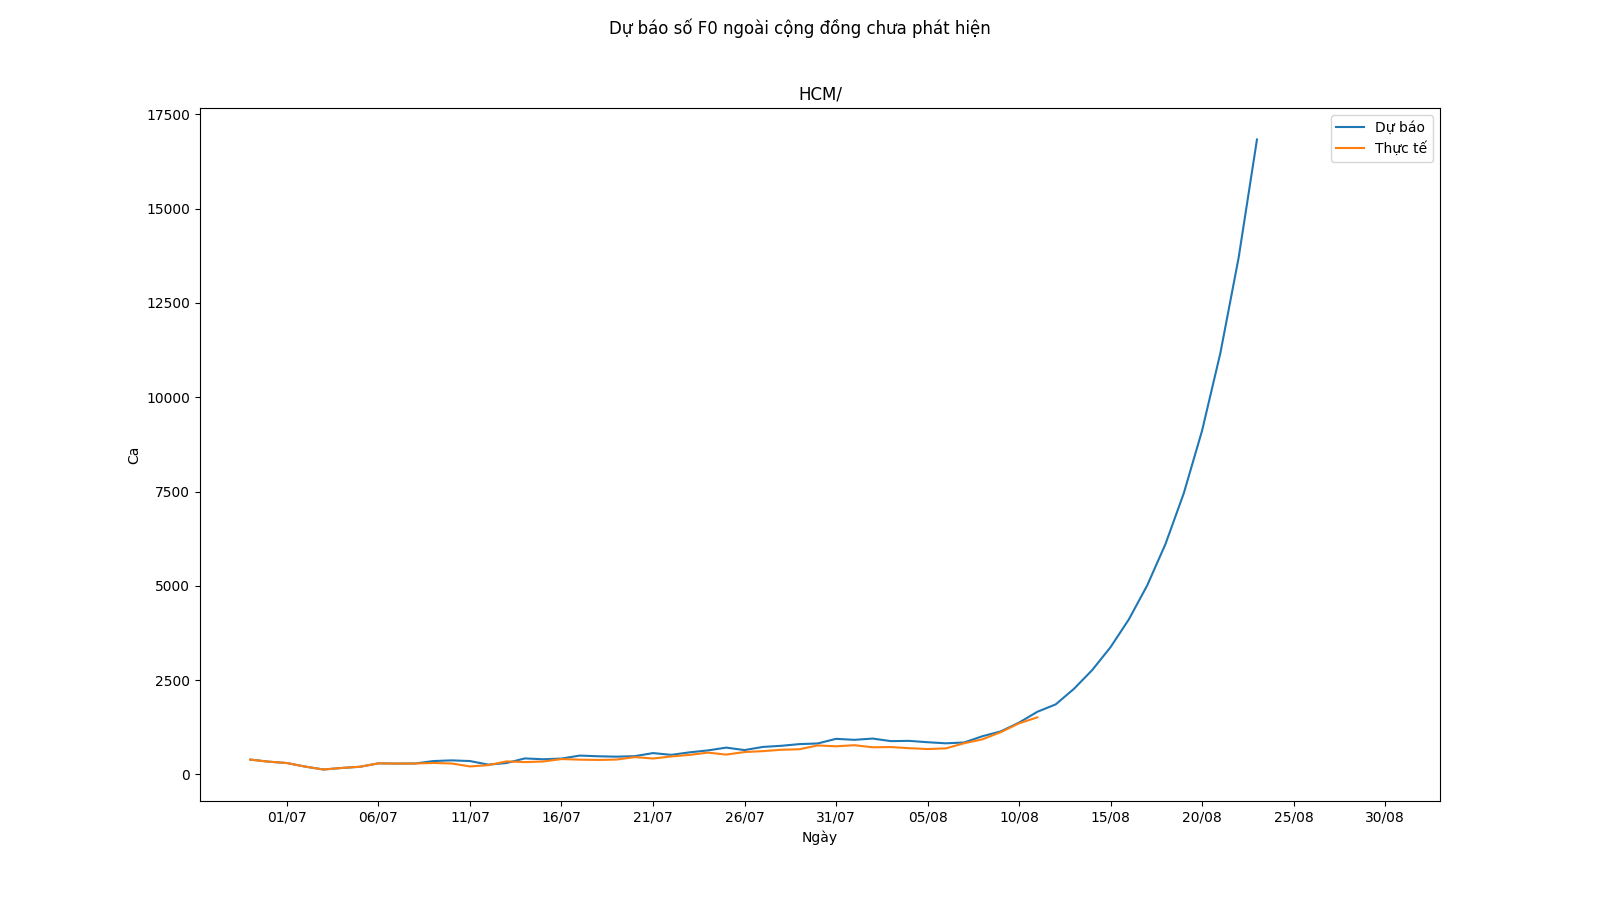 Dự báo số F0 ngoài cộng đồng chưa phát hiện
HCM/
17500
15000
12500
10000
7500
5000
2500
0
Ca
Dự báo
Thực tế
01/07 06/07 11/07 16/07 21/07 26/07 31/07 05/08 10/08 15/08 20/08 25/08 30/08
Ngày